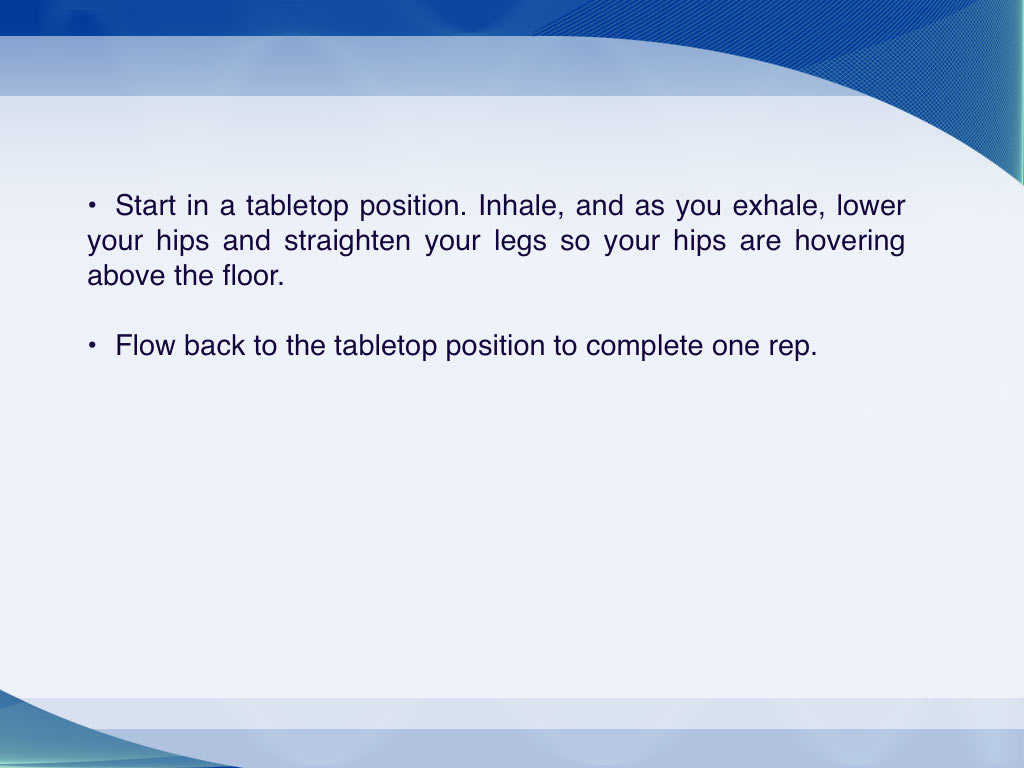 • Start in a tabletop position. Inhale, and as you exhale, lower
your hips and straighten your legs so your hips are hovering
above the floor.
• Flow back to the tabletop position to complete one rep.